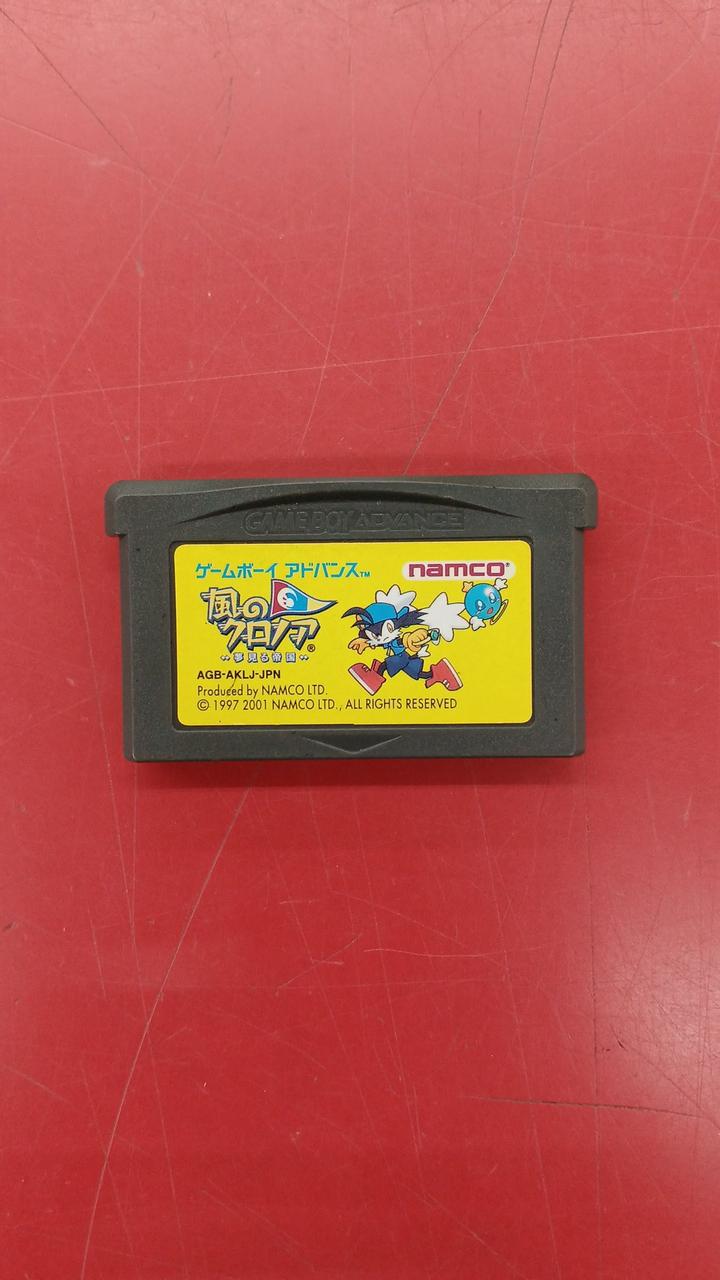 GAME BOY ADVANCE
ゲームボーイ アドバンス™
namco®
風のクロノア®
夢見る帝国
AGB-AKLJ-JPN
Produced by NAMCO LTD.
© 1997 2001 NAMCO LTD., ALL RIGHTS RESERVED